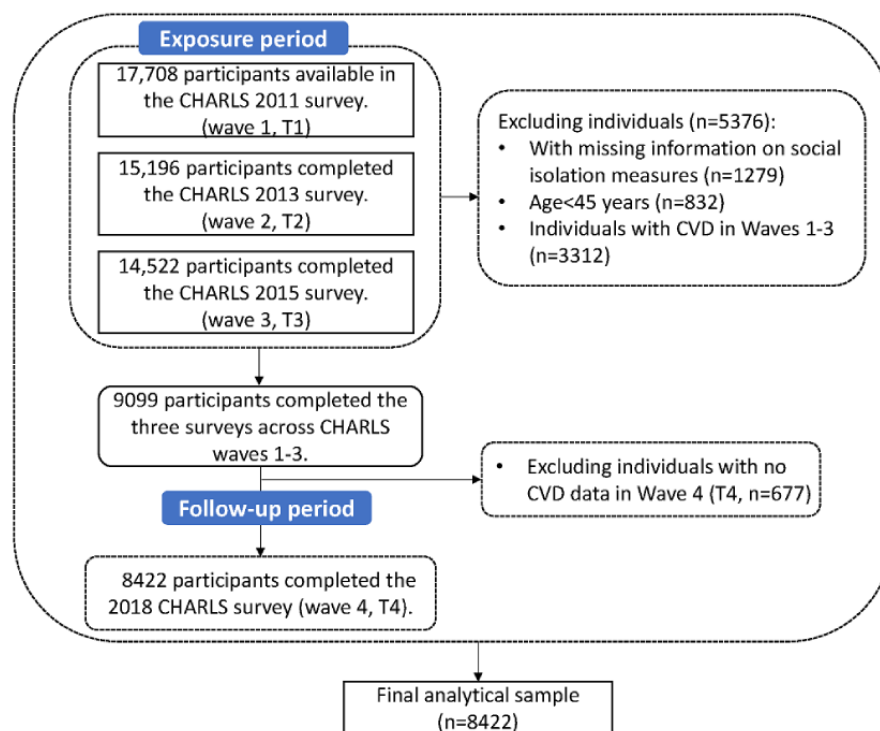 Exposure period
17,708 participants available in
the CHARLS 2011 survey.
(wave 1, T1)
15,196 participants completed
the CHARLS 2013 survey.
(wave 2, T2)
14,522 participants completed
the CHARLS 2015 survey.
(wave 3, T3)
Excluding individuals (n=5376):
• With missing information on social
isolation measures (n=1279)
• Age<45 years (n=832)
• Individuals with CVD in Waves 1-3
(n=3312)
9099 participants completed the
three surveys across CHARLS
waves 1-3.
• Excluding individuals with no
CVD data in Wave 4 (T4, n=677)
Follow-up period
8422 participants completed the
2018 CHARLS survey (wave 4, T4).
Final analytical sample
(n=8422)